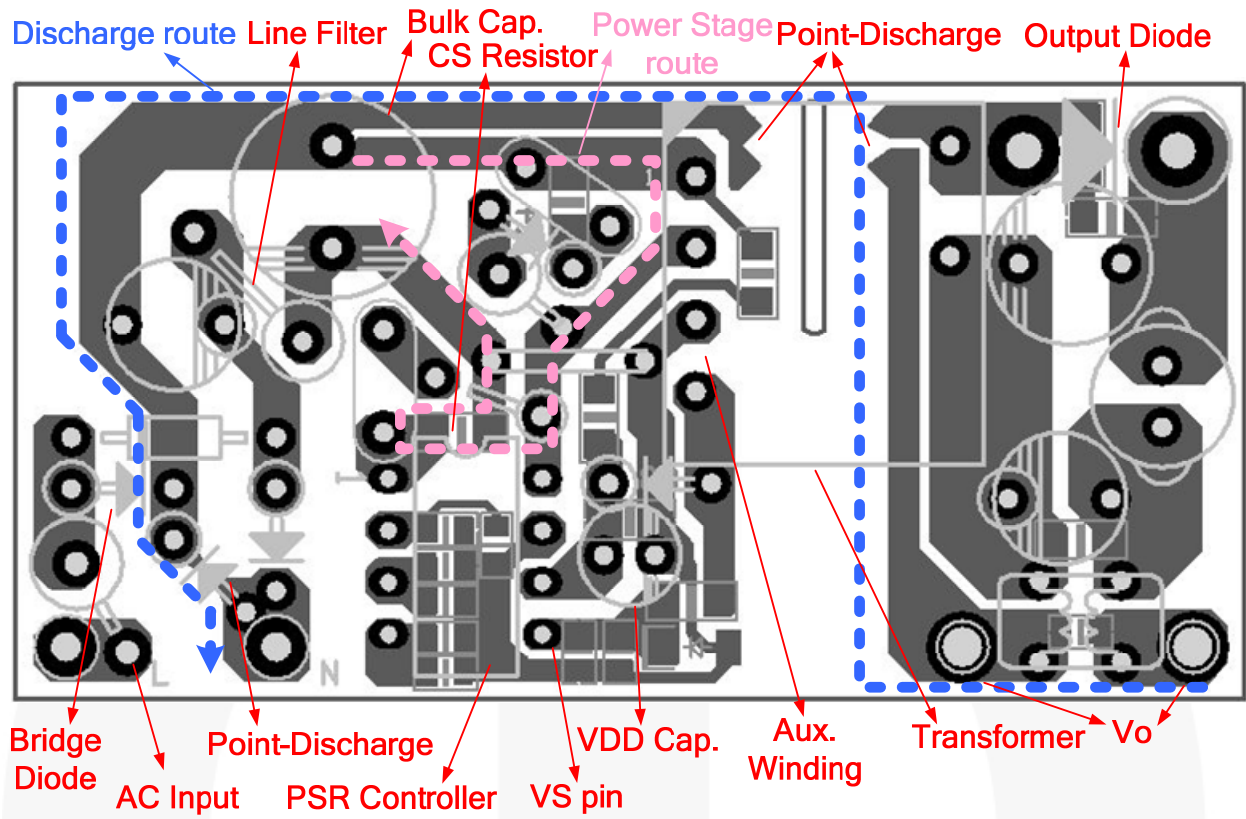 Discharge route
Line Filter
Bulk Cap.
CS Resistor
Power Stage
route
Point-Discharge
Output Diode
1
L
N
Bridge
Diode
AC Input
Point-Discharge
PSR Controller
VS pin
VDD Cap.
Aux.
Winding
Transformer
Vo